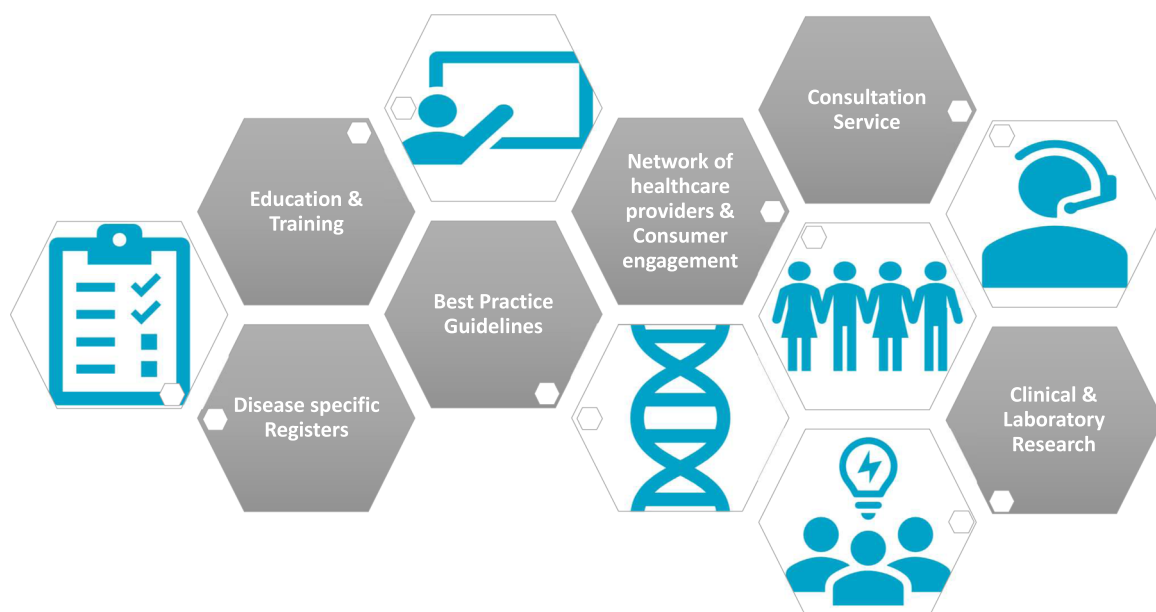 Education &
Training
Disease specific
Registers
Best Practice
Guidelines
Network of
healthcare
providers &
Consumer
engagement
Consultation
Service
Clinical &
Laboratory
Research